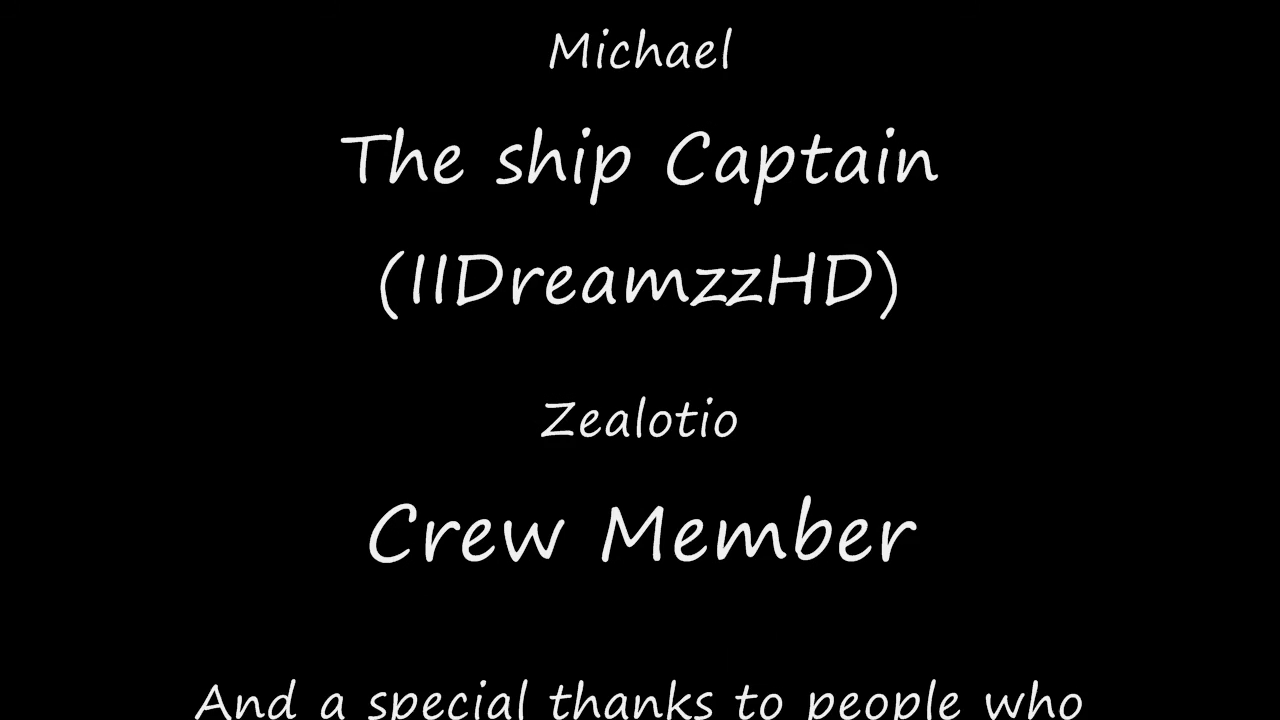 Michael
The ship Captain
(IIDreamzzHD)
Zealotio
Crew Member
And a special thanks to people who